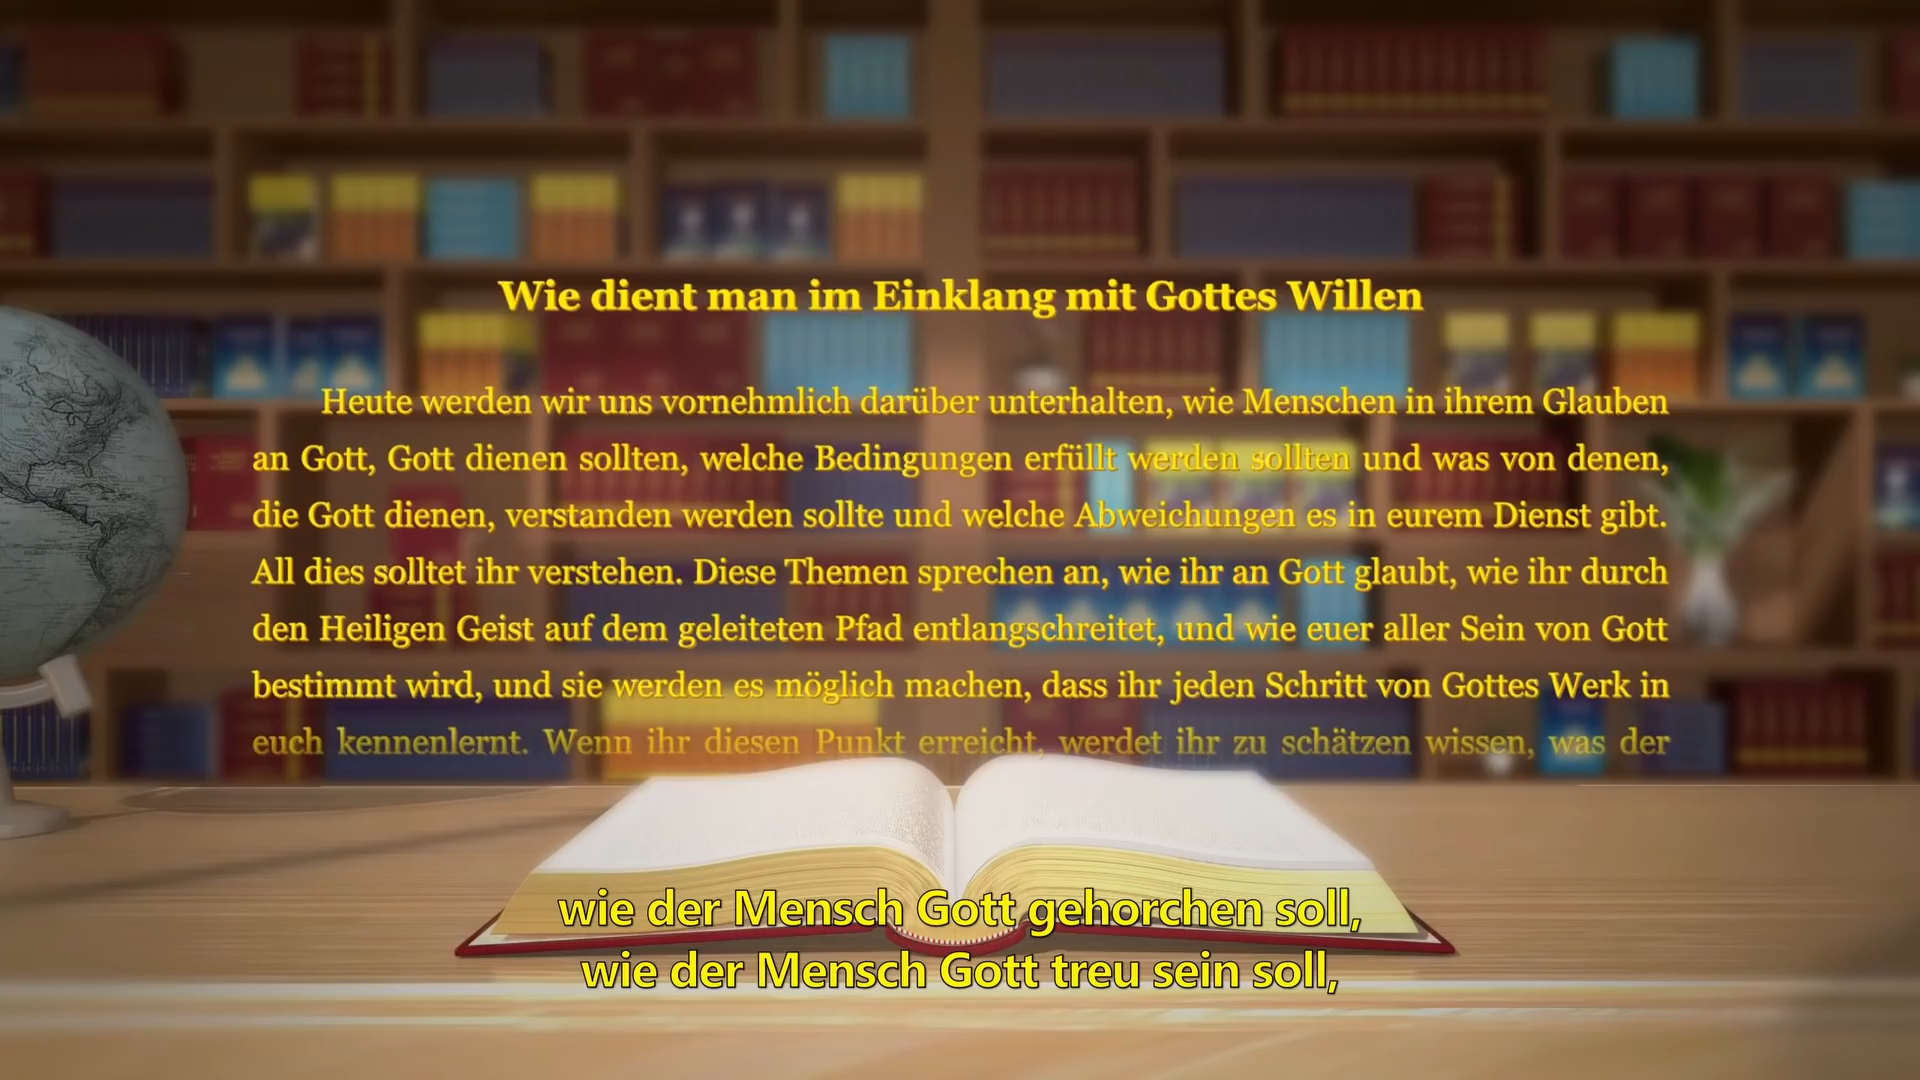 Wie dient man im Einklang mit Gottes Willen
Heute werden wir uns vornehmlich darüber unterhalten, wie Menschen in ihrem Glauben
an Gott, Gott dienen sollten, welche Bedingungen erfüllt werden sollten und was von denen,
die Gott dienen, verstanden werden sollte und welche Abweichungen es in eurem Dienst gibt.
All dies solltet ihr verstehen. Diese Themen sprechen an, wie ihr an Gott glaubt, wie ihr durch
den Heiligen Geist auf dem geleiteten Pfad entlangschreitet, und wie euer aller Sein von Gott
bestimmt wird, und sie werden es möglich machen, dass ihr jeden Schritt von Gottes Werk in
euch kennenlernt. Wenn ihr diesen Punkt erreicht, werdet ihr zu schätzen wissen, was der
wie der Mensch Gott gehorchen soll,
wie der Mensch Gott treu sein soll,